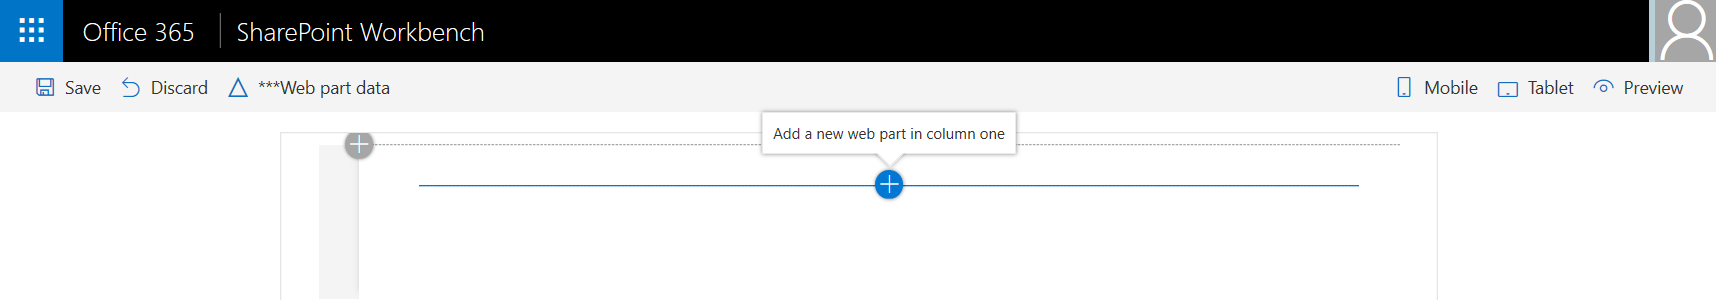 Office 365 SharePoint Workbench
Save Discard ***Web part data Mobile Tablet Preview
Add a new web part in column one